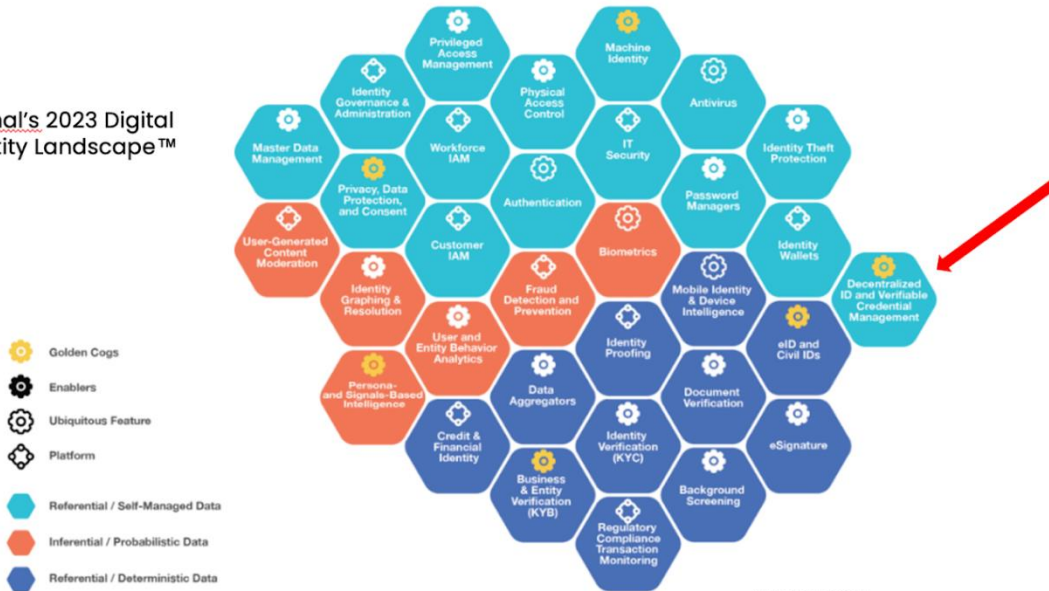 nal's 2023 Digital
tity Landscape™
Privileged
Access
Management
Machine
Identity
Identity
Governance &
Administration
Physical
Access
Control
Antivirus
Master Data
Management
Workforce
IAM
IT
Security
Identity Theft
Protection
Privacy, Data
Protection,
and Consent
Authentication
Password
Managers
User-Generated
Content
Moderation
Customer
IAM
Biometrics
Identity
Wallets
Identity
Graphing &
Resolution
Fraud
Detection and
Prevention
Mobile Identity
& Device
Intelligence
Decentralized
ID and Verifiable
Credential
Management
User and
Entity Behavior
Analytics
Identity
Proofing
eID and
Civil IDs
Persona-
and Signals-Based
Intelligence
Data
Aggregators
Document
Verification
Credit &
Financial
Identity
Identity
Verification
(KYC)
eSignature
Business
& Entity
Verification
(KYB)
Background
Screening
Regulatory
Compliance
Transaction
Monitoring
Golden Cogs
Enablers
Ubiquitous Feature
Platform
Referential / Self-Managed Data
Inferential / Probabilistic Data
Referential / Deterministic Data